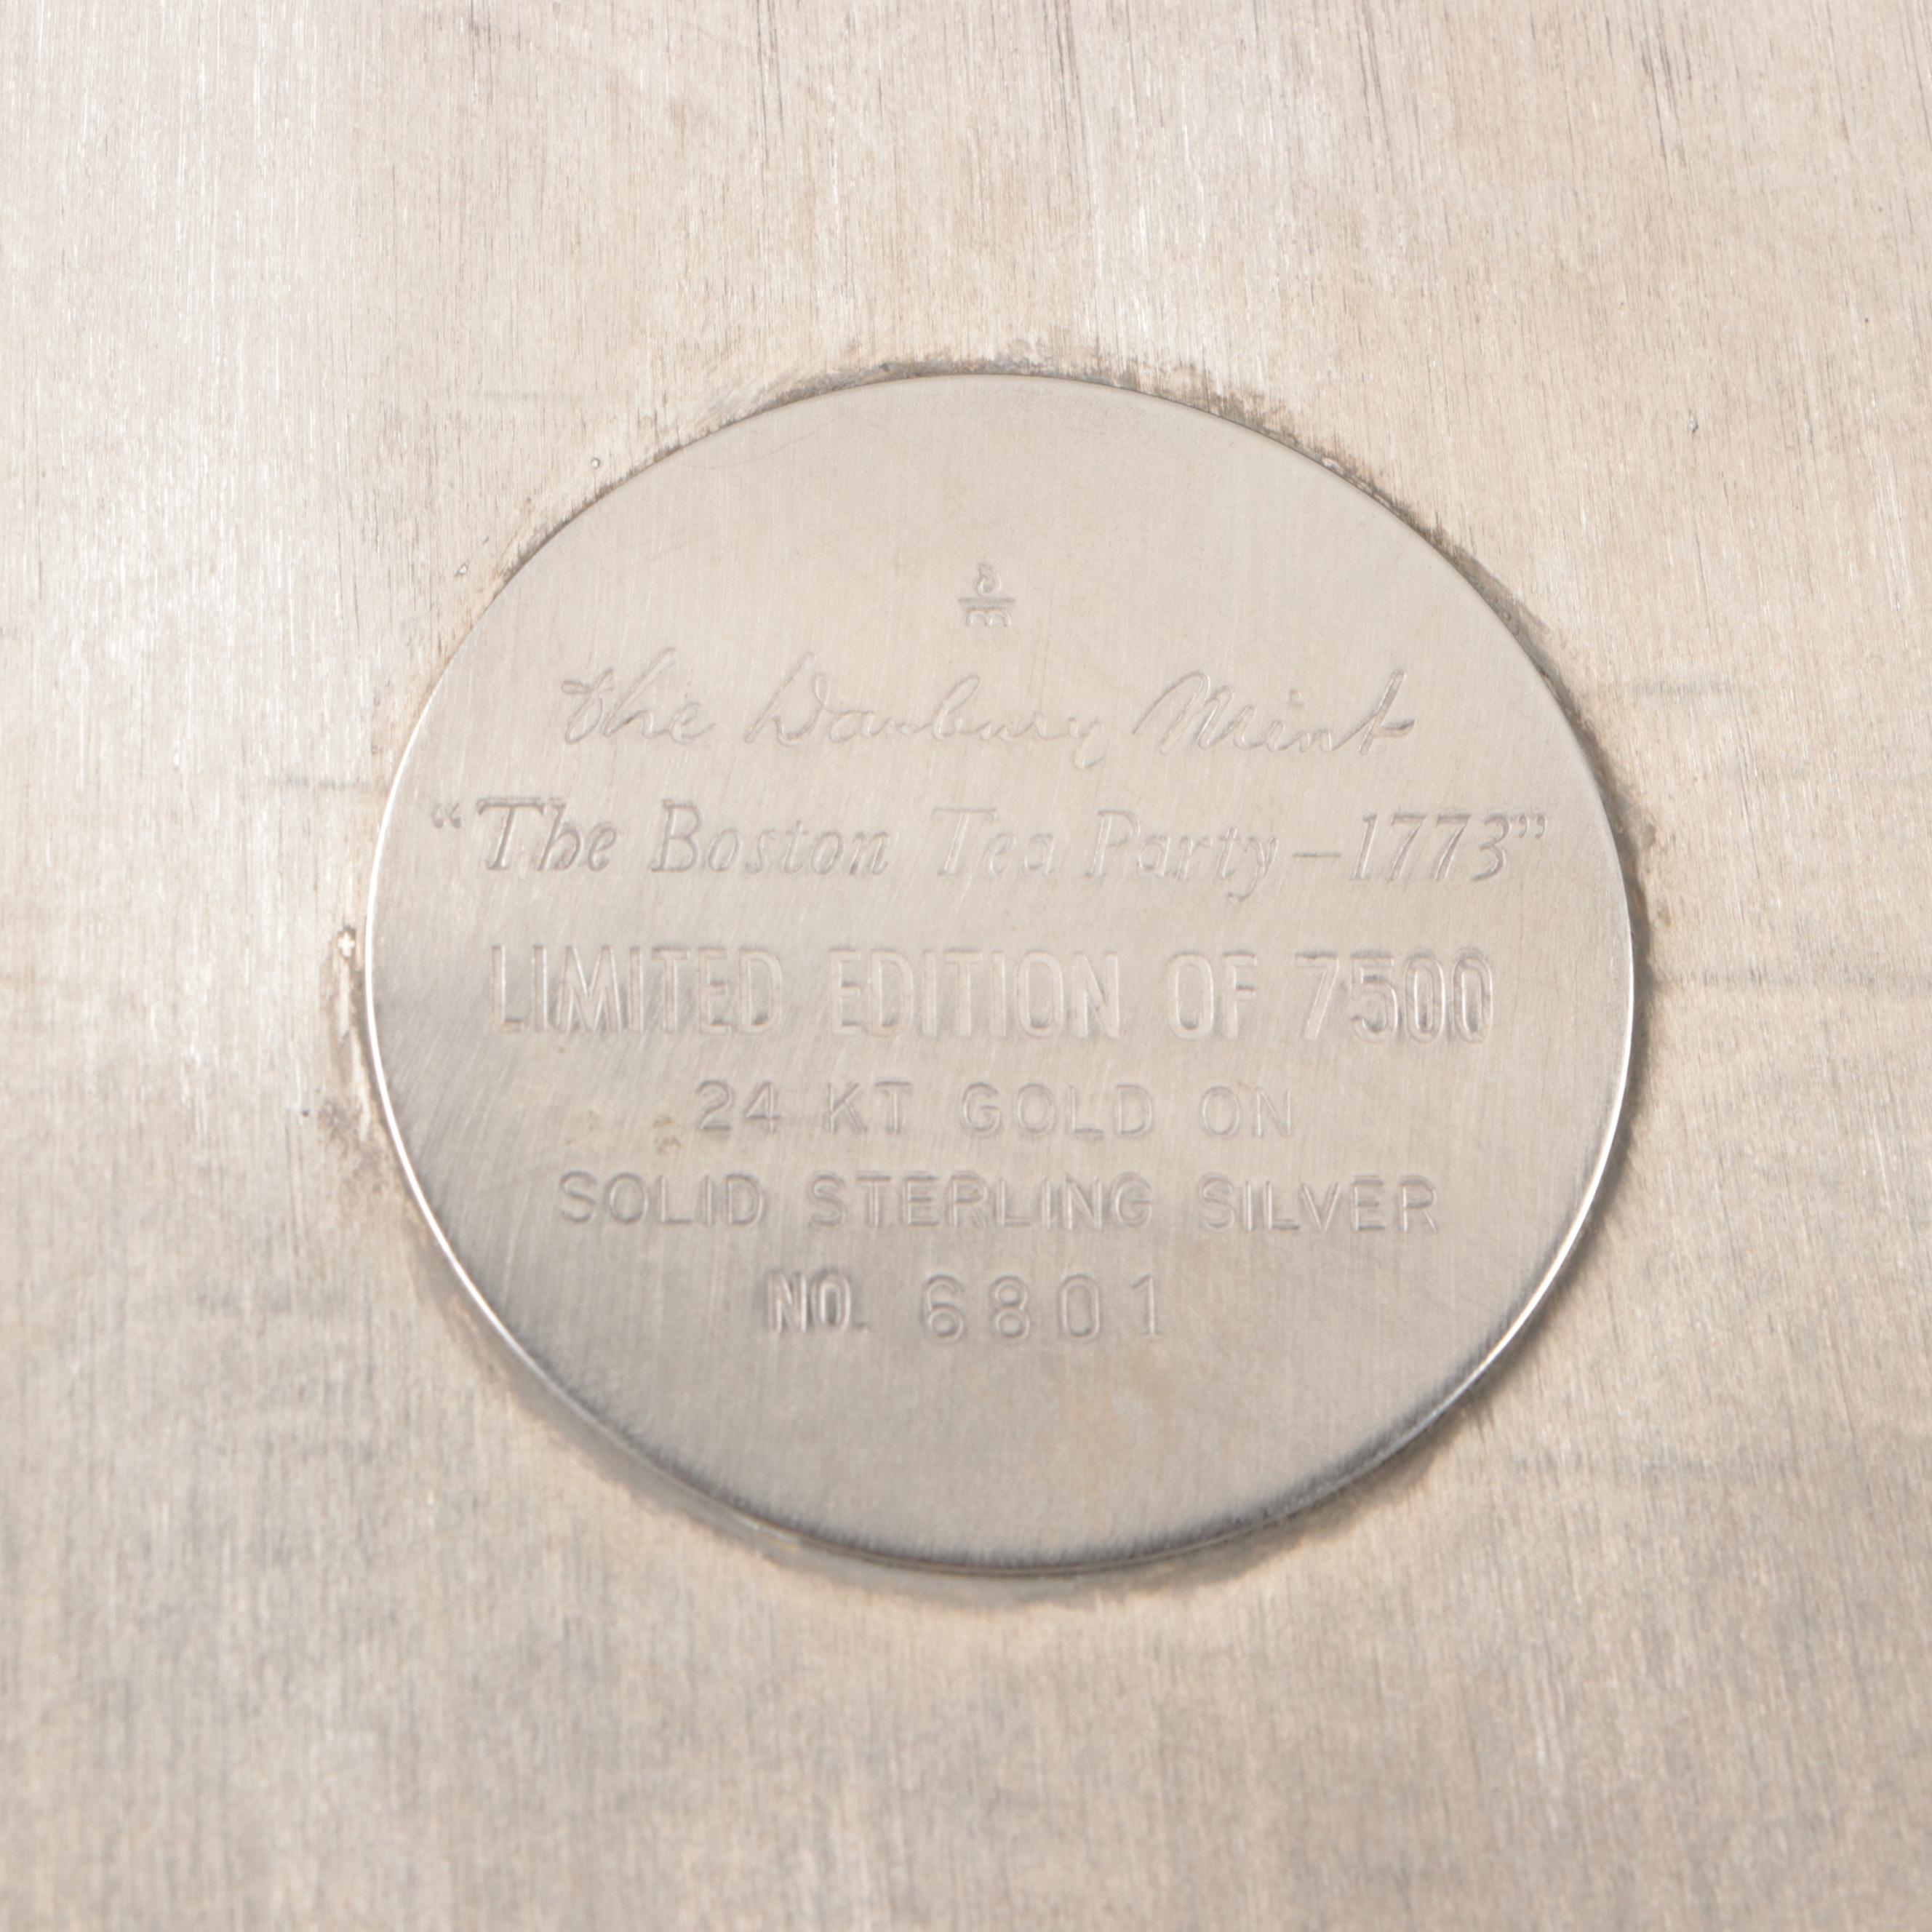 dm
the Danbury Mint
“The Boston Tea Party—1773”
LIMITED EDITION OF 7500
24 KT GOLD ON
SOLID STERLING SILVER
NO. 6801